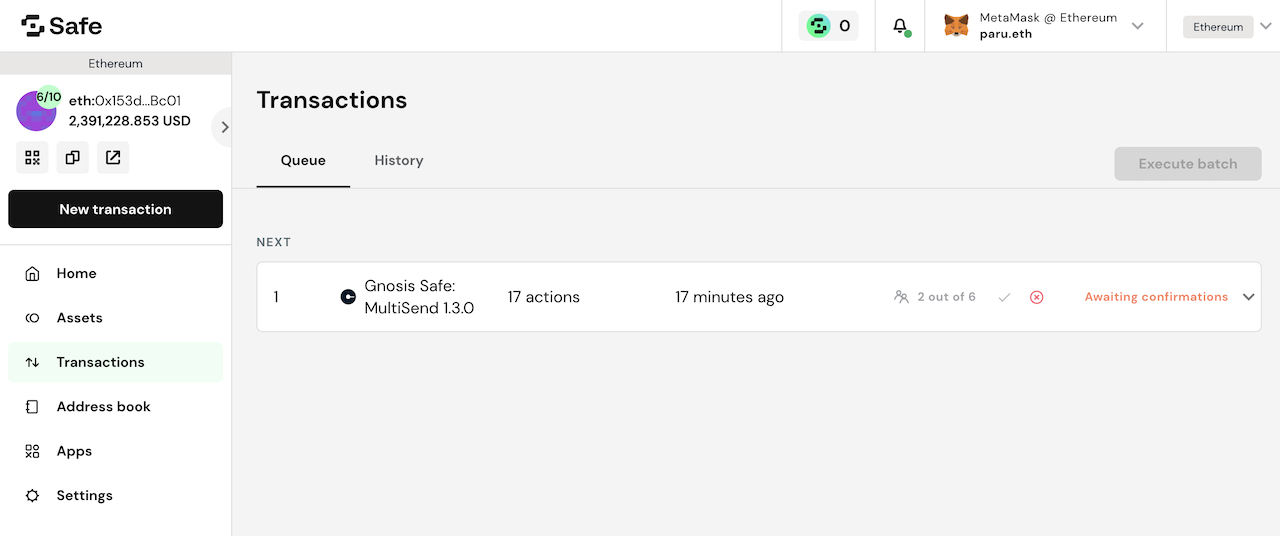 Safe
0
MetaMask @ Ethereum
paru.eth
Ethereum
Ethereum
6/10
eth:0x153d...Bc01
2,391,228.853 USD
New transaction
Home
Assets
Transactions
Address book
Apps
Settings
Transactions
Queue
History
Execute batch
NEXT
1
Gnosis Safe:
MultiSend 1.3.0
17 actions
17 minutes ago
2 out of 6
Awaiting confirmations